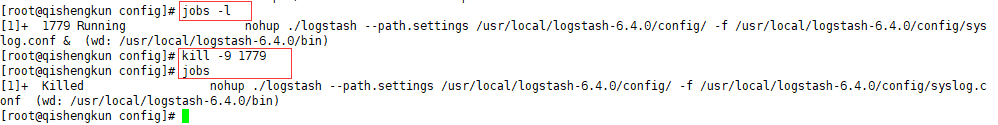 [root@qishengkun config]# jobs -l
[1]+  1779 Running                 nohup ./logstash --path.settings /usr/local/logstash-6.4.0/config/ -f /usr/local/logstash-6.4.0/config/sys
log.conf &  (wd: /usr/local/logstash-6.4.0/bin)
[root@qishengkun config]# kill -9 1779
[root@qishengkun config]# jobs
[1]+  Killed                  nohup ./logstash --path.settings /usr/local/logstash-6.4.0/config/ -f /usr/local/logstash-6.4.0/config/syslog.c
onf  (wd: /usr/local/logstash-6.4.0/bin)
[root@qishengkun config]#